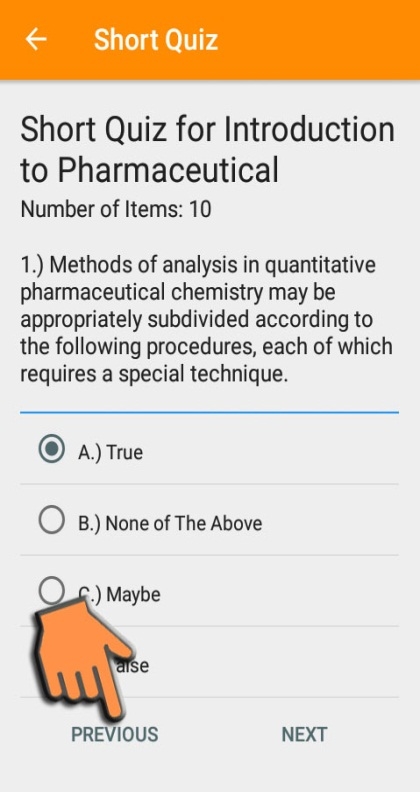 Short Quiz
Short Quiz for Introduction
to Pharmaceutical
Number of Items: 10
1.) Methods of analysis in quantitative
pharmaceutical chemistry may be
appropriately subdivided according to
the following procedures, each of which
requires a special technique.
A.) True
B.) None of The Above
C.) Maybe
alse
PREVIOUS
NEXT